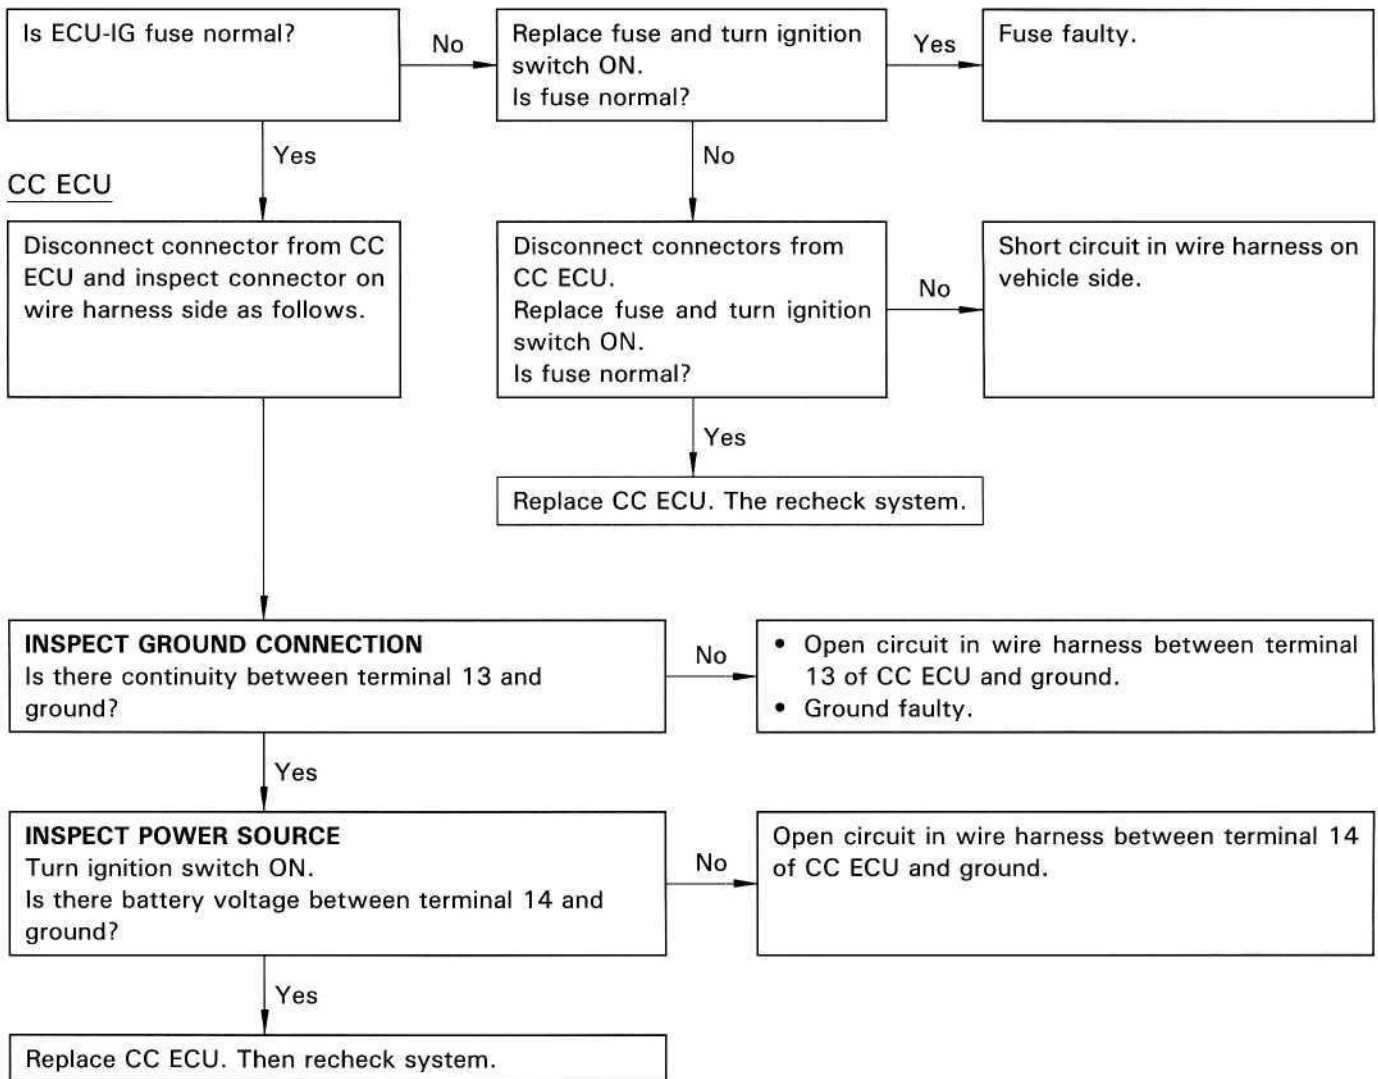 Is ECU-IG fuse normal?
No
Replace fuse and turn ignition
switch ON.
Is fuse normal?
Yes
Fuse faulty.
Yes
No
CC ECU
Disconnect connector from CC
ECU and inspect connector on
wire harness side as follows.
Disconnect connectors from
CC ECU.
Replace fuse and turn ignition
switch ON.
Is fuse normal?
No
Short circuit in wire harness on
vehicle side.
Yes
Replace CC ECU. The recheck system.
INSPECT GROUND CONNECTION
Is there continuity between terminal 13 and
ground?
No
• Open circuit in wire harness between terminal
13 of CC ECU and ground.
• Ground faulty.
Yes
INSPECT POWER SOURCE
Turn ignition switch ON.
Is there battery voltage between terminal 14 and
ground?
No
Open circuit in wire harness between terminal 14
of CC ECU and ground.
Yes
Replace CC ECU. Then recheck system.